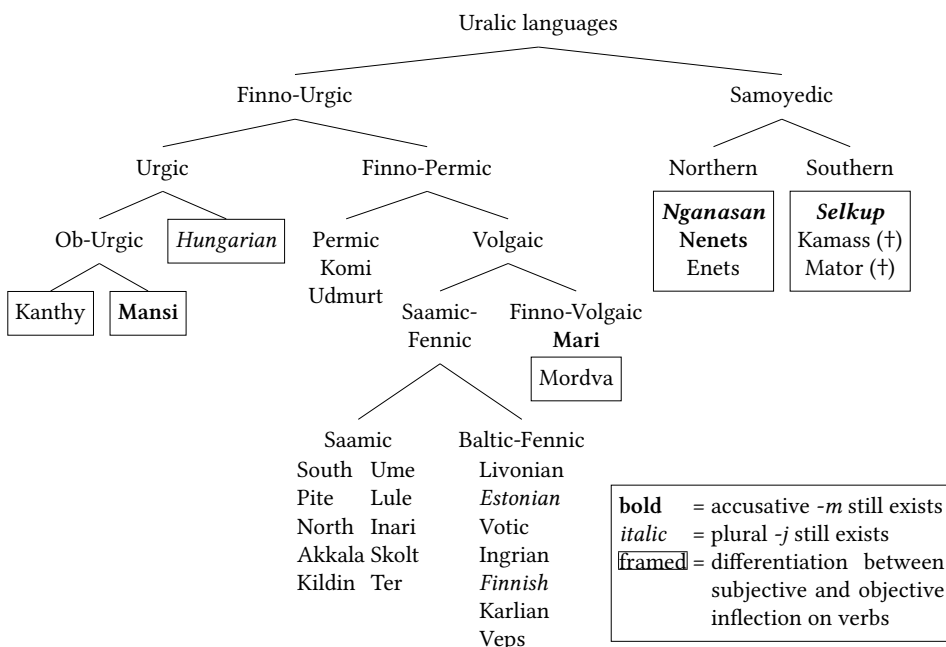 Uralic languages
Finno-Urgic Samoyedic
Urgic Finno-Permic Northern Southern
Ob-Urgic Hungarian Permic Volgaic Nganasan Selkup
Komi Nenets Kamass (†)
Udmurt Enets Mator (†)
Kanthy Mansi Saamic- Finno-Volgaic
Fennic Mari
Mordva
Saamic Baltic-Fennic
South Ume Livonian
Pite Lule Estonian
North Inari Votic
Akkala Skolt Ingrian
Kildin Ter Finnish
Karlian
Veps
bold = accusative -m still exists
italic = plural -j still exists
framed = differentiation between
subjective and objective
inflection on verbs